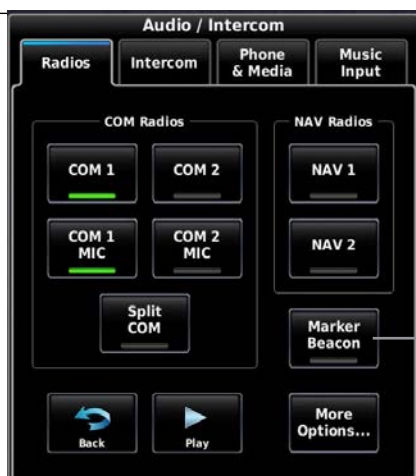 Audio / Intercom
Radios
Intercom
Phone
& Media
Music
Input
COM Radios
NAV Radios
COM 1
COM 2
NAV 1
COM 1
MIC
COM 2
MIC
NAV 2
Split
COM
Marker
Beacon
Back
Play
More
Options...